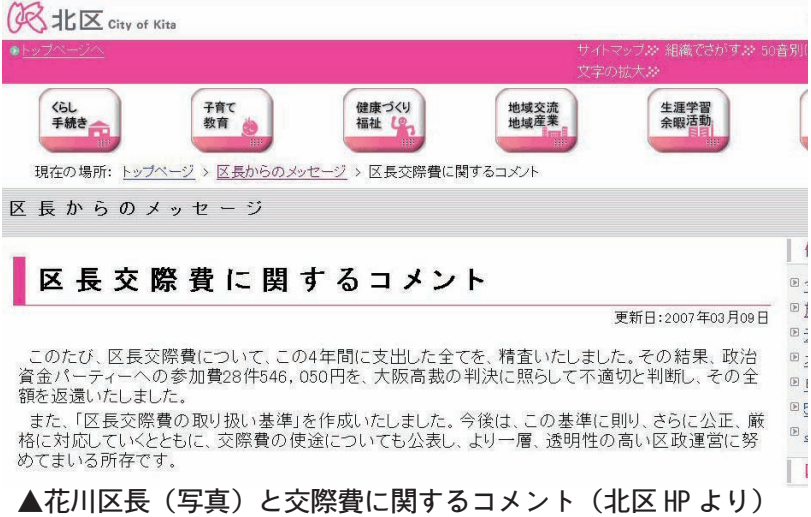 北区 City of Kita
トップページへ
サイトマップ 組織でさがす 50音別
文字の拡大
くらし
手続き
子育て
教育
健康づくり
福祉
地域交流
地域産業
生涯学習
余暇活動
現在の場所: トップページ > 区長からのメッセージ > 区長交際費に関するコメント
区長からのメッセージ
区長交際費に関するコメント
更新日:2007年03月09日
このたび、区長交際費について、この4年間に支出した全てを、精査いたしました。その結果、政治
資金パーティーへの参加費28件546,050円を、大阪高裁の判決に照らして不適切と判断し、その全
額を返還いたしました。
また、「区長交際費の取り扱い基準」を作成いたしました。今後は、この基準に則り、さらに公正、厳
格に対応していくとともに、交際費の使途についても公表し、より一層、透明性の高い区政運営に努
めてまいる所存です。
▲花川区長（写真）と交際費に関するコメント（北区 HP より）